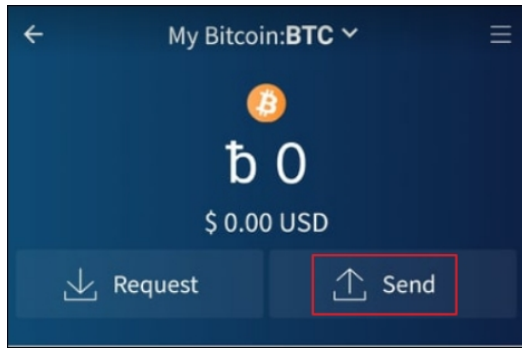 My Bitcoin:BTC
ƀ 0
$ 0.00 USD
Request
Send